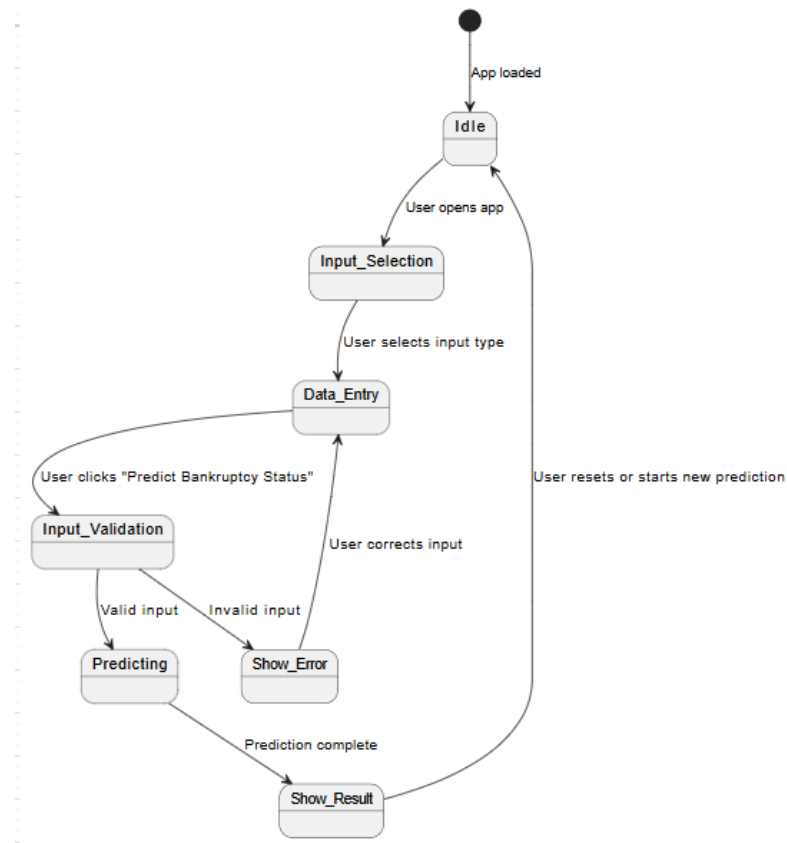 App loaded
Idle
User opens app
Input_Selection
User selects input type
Data_Entry
User clicks "Predict Bankruptcy Status"
User resets or starts new prediction
Input_Validation
User corrects input
Valid input
Invalid input
Predicting
Show_Error
Prediction complete
Show_Result